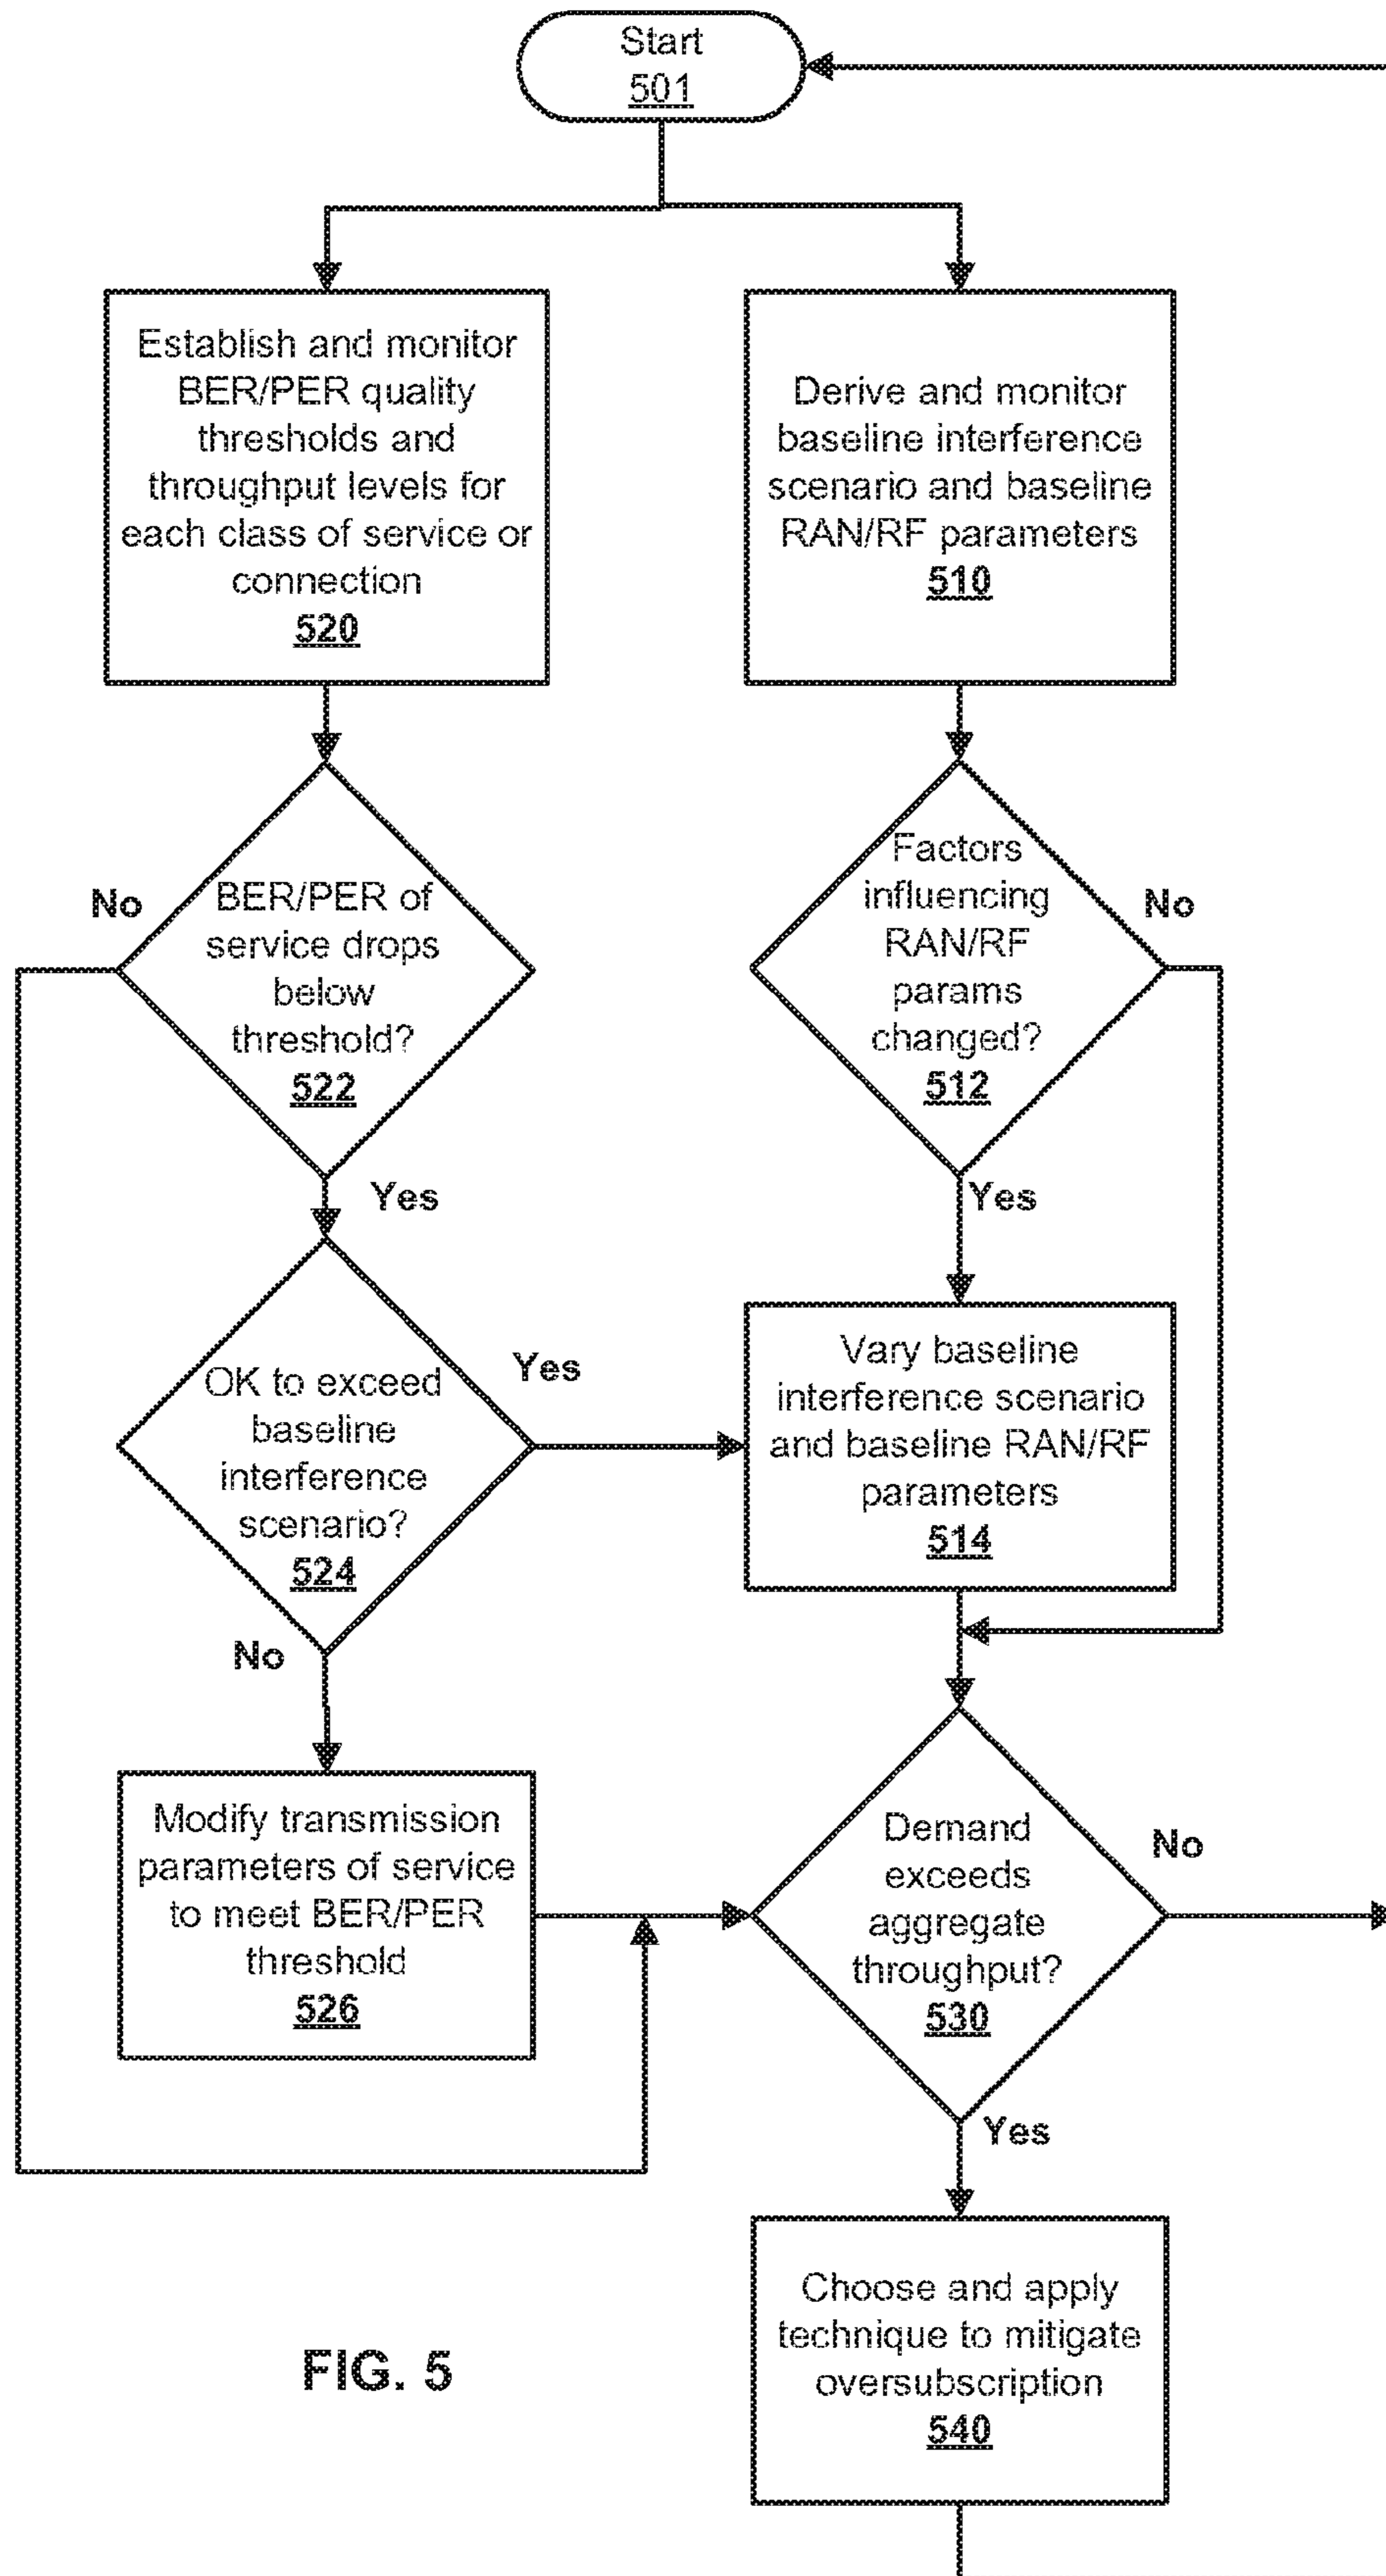 Start
501
Establish and monitor
BER/PER quality
thresholds and
throughput levels for
each class of service or
connection
520
Derive and monitor
baseline interference
scenario and baseline
RAN/RF parameters
510
No
BER/PER of
service drops
below
threshold?
522
Yes
Factors
influencing
RAN/RF
params
changed?
512
No
Yes
OK to exceed
baseline
interference
scenario?
524
Yes
No
Vary baseline
interference scenario
and baseline RAN/RF
parameters
514
Modify transmission
parameters of service
to meet BER/PER
threshold
526
Demand
exceeds
aggregate
throughput?
530
No
Yes
Choose and apply
technique to mitigate
oversubscription
540
FIG. 5